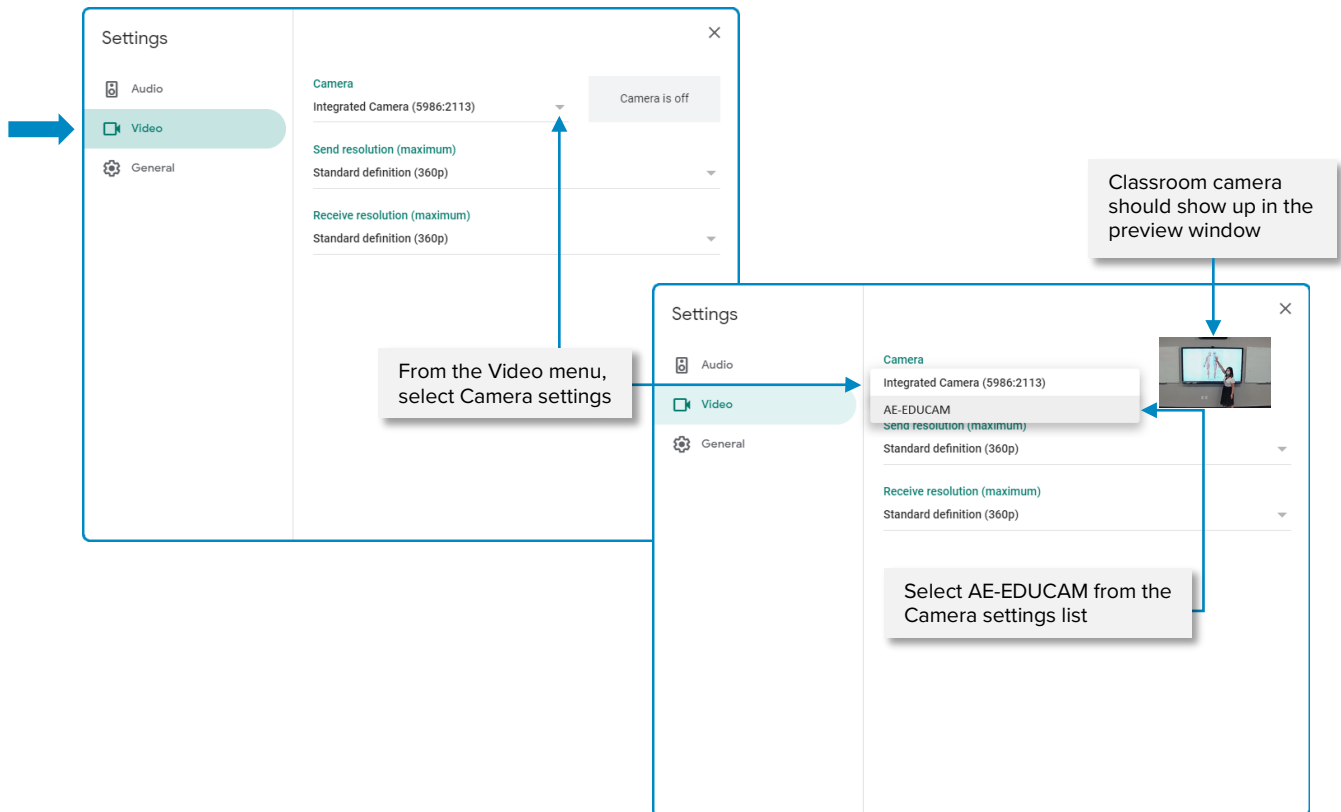 Settings
Audio
Video
General
Camera
Integrated Camera (5986:2113)
Camera is off
Send resolution (maximum)
Standard definition (360p)
Receive resolution (maximum)
Standard definition (360p)
From the Video menu,
select Camera settings
Classroom camera
should show up in the
preview window
Settings
Audio
Video
General
Camera
Integrated Camera (5986:2113)
AE-EDUCAM
Send resolution (maximum)
Standard definition (360p)
Receive resolution (maximum)
Standard definition (360p)
Select AE-EDUCAM from the
Camera settings list